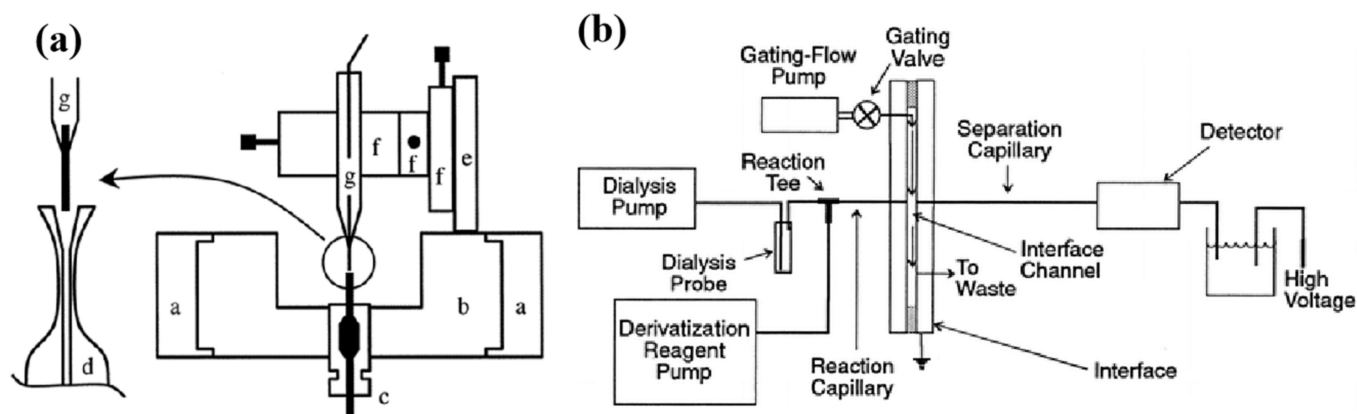 (a)
g
d
f
f
f
e
g
a
b
a
c
(b)
Gating
Valve
Gating-Flow
Pump
Separation
Capillary
Detector
Reaction
Tee
Dialysis
Pump
Dialysis
Probe
Interface
Channel
To
Waste
High
Voltage
Derivatization
Reagent
Pump
Reaction
Capillary
Interface